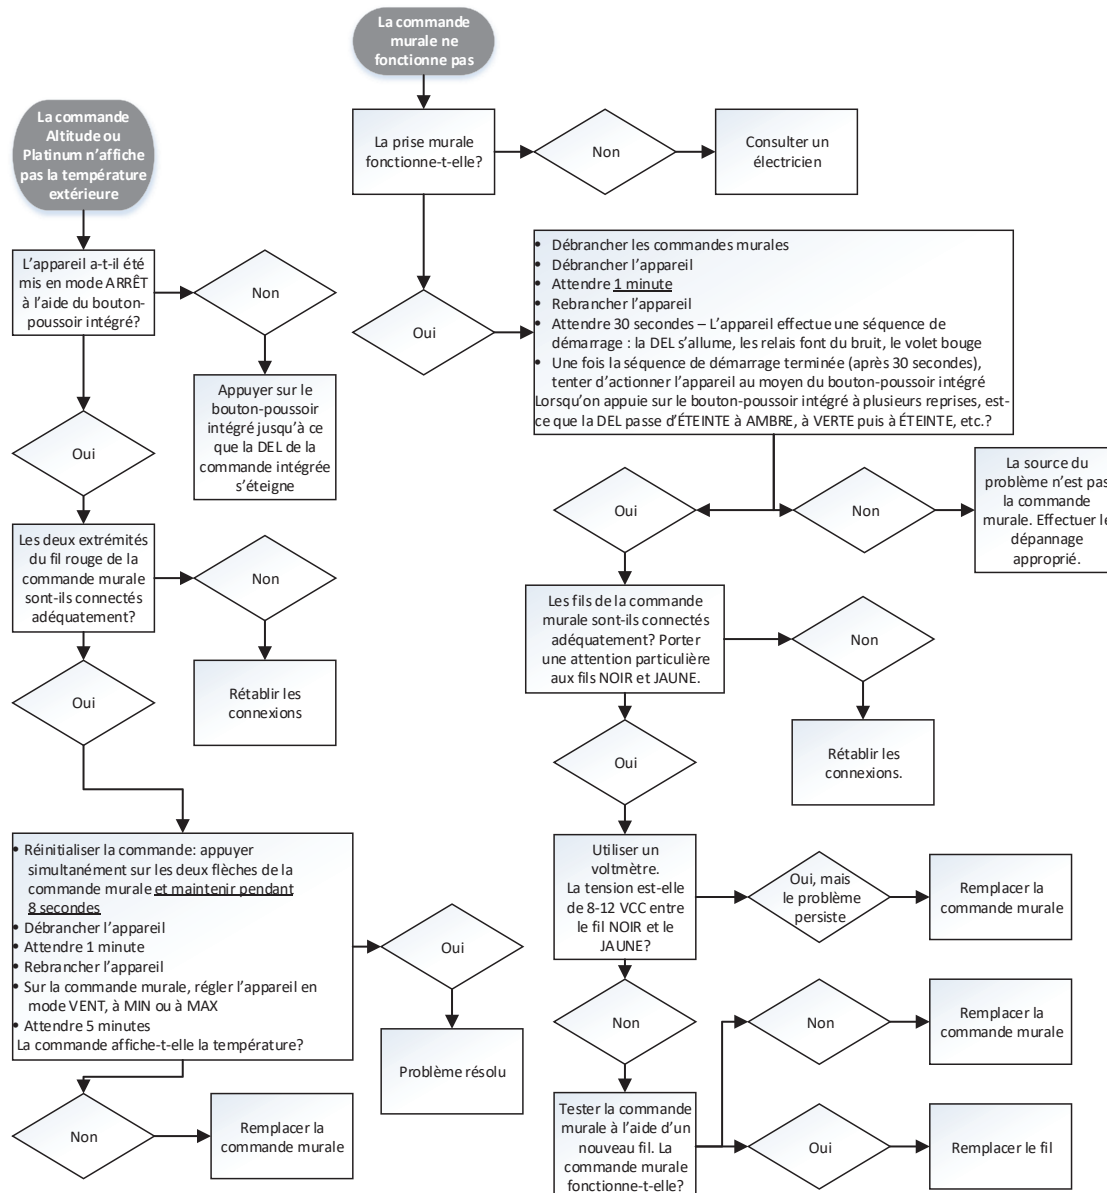 La commande
Altitude ou
Platinum n'affiche
pas la température
extérieure
L'appareil a-t-il été
mis en mode ARRÊT
à l'aide du bouton-
poussoir intégré?
Non
Appuyer sur le
bouton-poussoir
intégré jusqu'à ce
que la DEL de la
commande intégrée
s'éteigne
Oui
Les deux extrémités
du fil rouge de la
commande murale
sont-ils connectés
adéquatement?
Non
Rétablir les
connexions
Oui
• Réinitialiser la commande: appuyer
simultanément sur les deux flèches de la
commande murale et maintenir pendant
8 secondes
• Débrancher l'appareil
• Attendre 1 minute
• Rebrancher l'appareil
• Sur la commande murale, régler l'appareil en
mode VENT, à MIN ou à MAX
• Attendre 5 minutes
La commande affiche-t-elle la température?
Oui
Problème résolu
Non
Remplacer la
commande murale
La commande
murale ne
fonctionne pas
La prise murale
fonctionne-t-elle?
Non
Consulter un
électricien
Oui
• Débrancher les commandes murales
• Débrancher l'appareil
• Attendre 1 minute
• Rebrancher l'appareil
• Attendre 30 secondes – L'appareil effectue une séquence de
démarrage : la DEL s'allume, les relais font du bruit, le volet bouge
• Une fois la séquence de démarrage terminée (après 30 secondes),
tenter d'actionner l'appareil au moyen du bouton-poussoir intégré
Lorsqu'on appuie sur le bouton-poussoir intégré à plusieurs reprises, est-
ce que la DEL passe d'ÉTEINTE à AMBRE, à VERTE puis à ÉTEINTE, etc.?
Oui
Non
La source du
problème n'est pas
la commande
murale. Effectuer le
dépannage
approprié.
Les fils de la commande
murale sont-ils connectés
adéquatement? Porter
une attention particulière
aux fils NOIR et JAUNE.
Non
Rétablir les
connexions.
Oui
Utiliser un
voltmètre.
La tension est-elle
de 8-12 VCC entre
le fil NOIR et le
JAUNE?
Oui, mais
le problème
persiste
Remplacer la
commande murale
Non
Tester la commande
murale à l'aide d'un
nouveau fil. La
commande murale
fonctionne-t-elle?
Non
Remplacer la
commande murale
Oui
Remplacer le fil